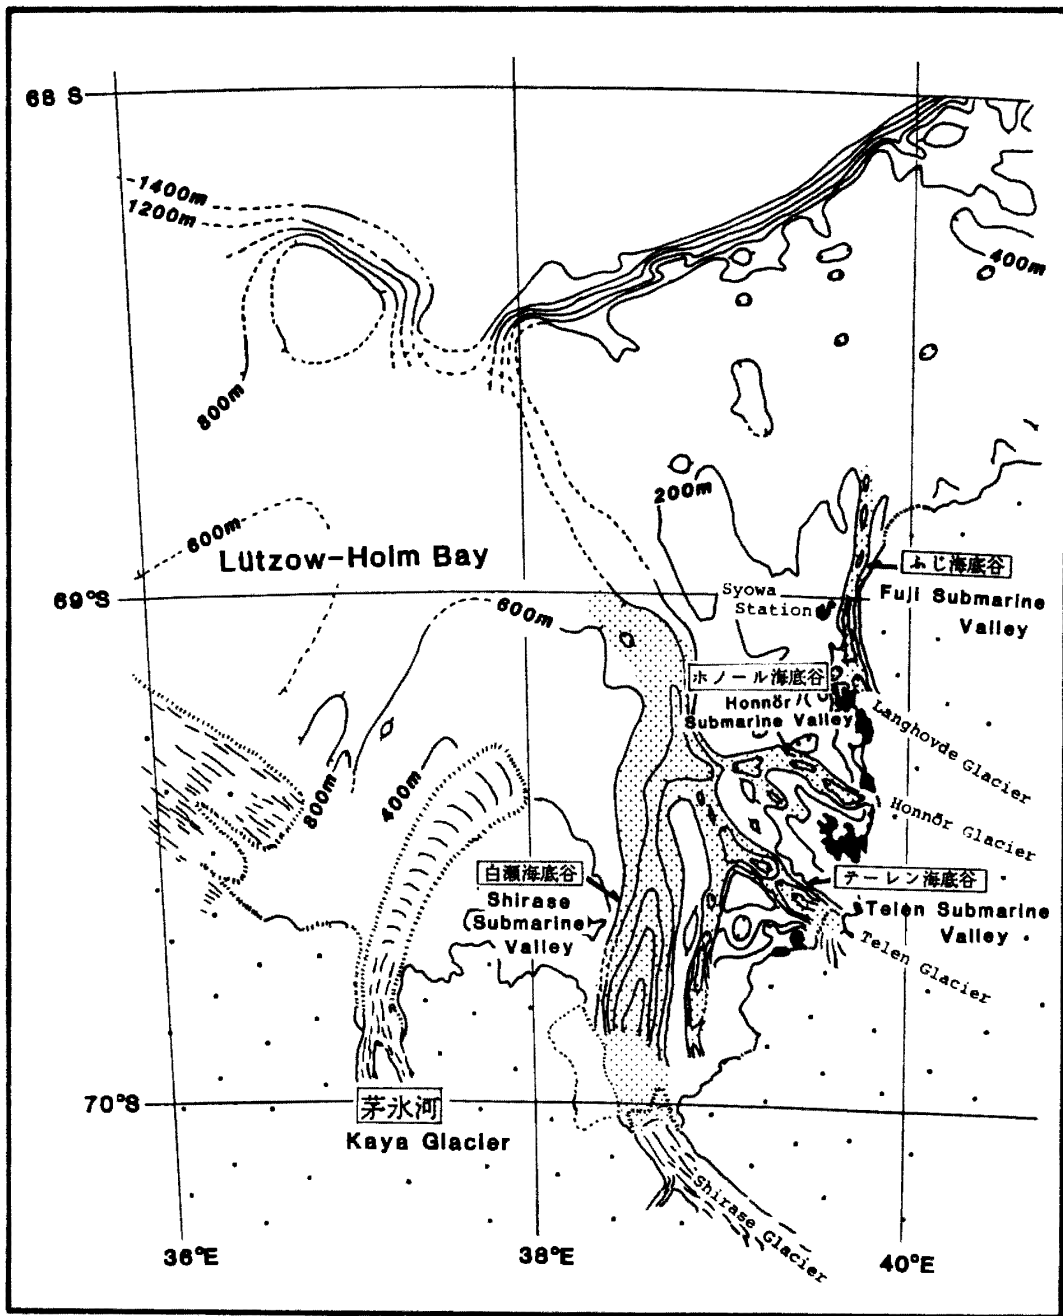 68 S
1400m
1200m
400m
800m
200m
600m
Lützow-Holm Bay
ふじ海底谷
Fuji Submarine
Valley
69°S
Syowa
Station
600m
ホノール海底谷
Honnör
Submarine Valley
Langhovde Glacier
800m
400m
Honnör Glacier
白瀬海底谷
Shirase
Submarine
Valley
テーレン海底谷
Telen Submarine
Valley
Telen Glacier
70°S
茅氷河
Kaya Glacier
Shirase Glacier
36°E
38°E
40°E